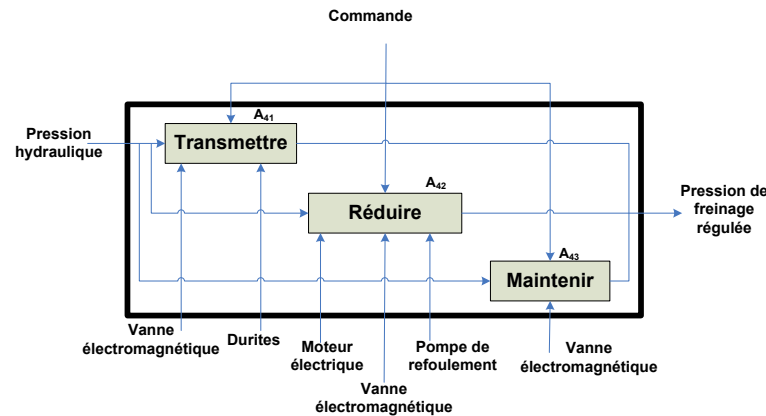 Commande
A41
Transmettre
Pression
hydraulique
A42
Réduire
Pression de
freinage
régulée
A43
Maintenir
Vanne
électromagnétique
Durites
Moteur
électrique
Vanne
électromagnétique
Pompe de
refoulement
Vanne
électromagnétique